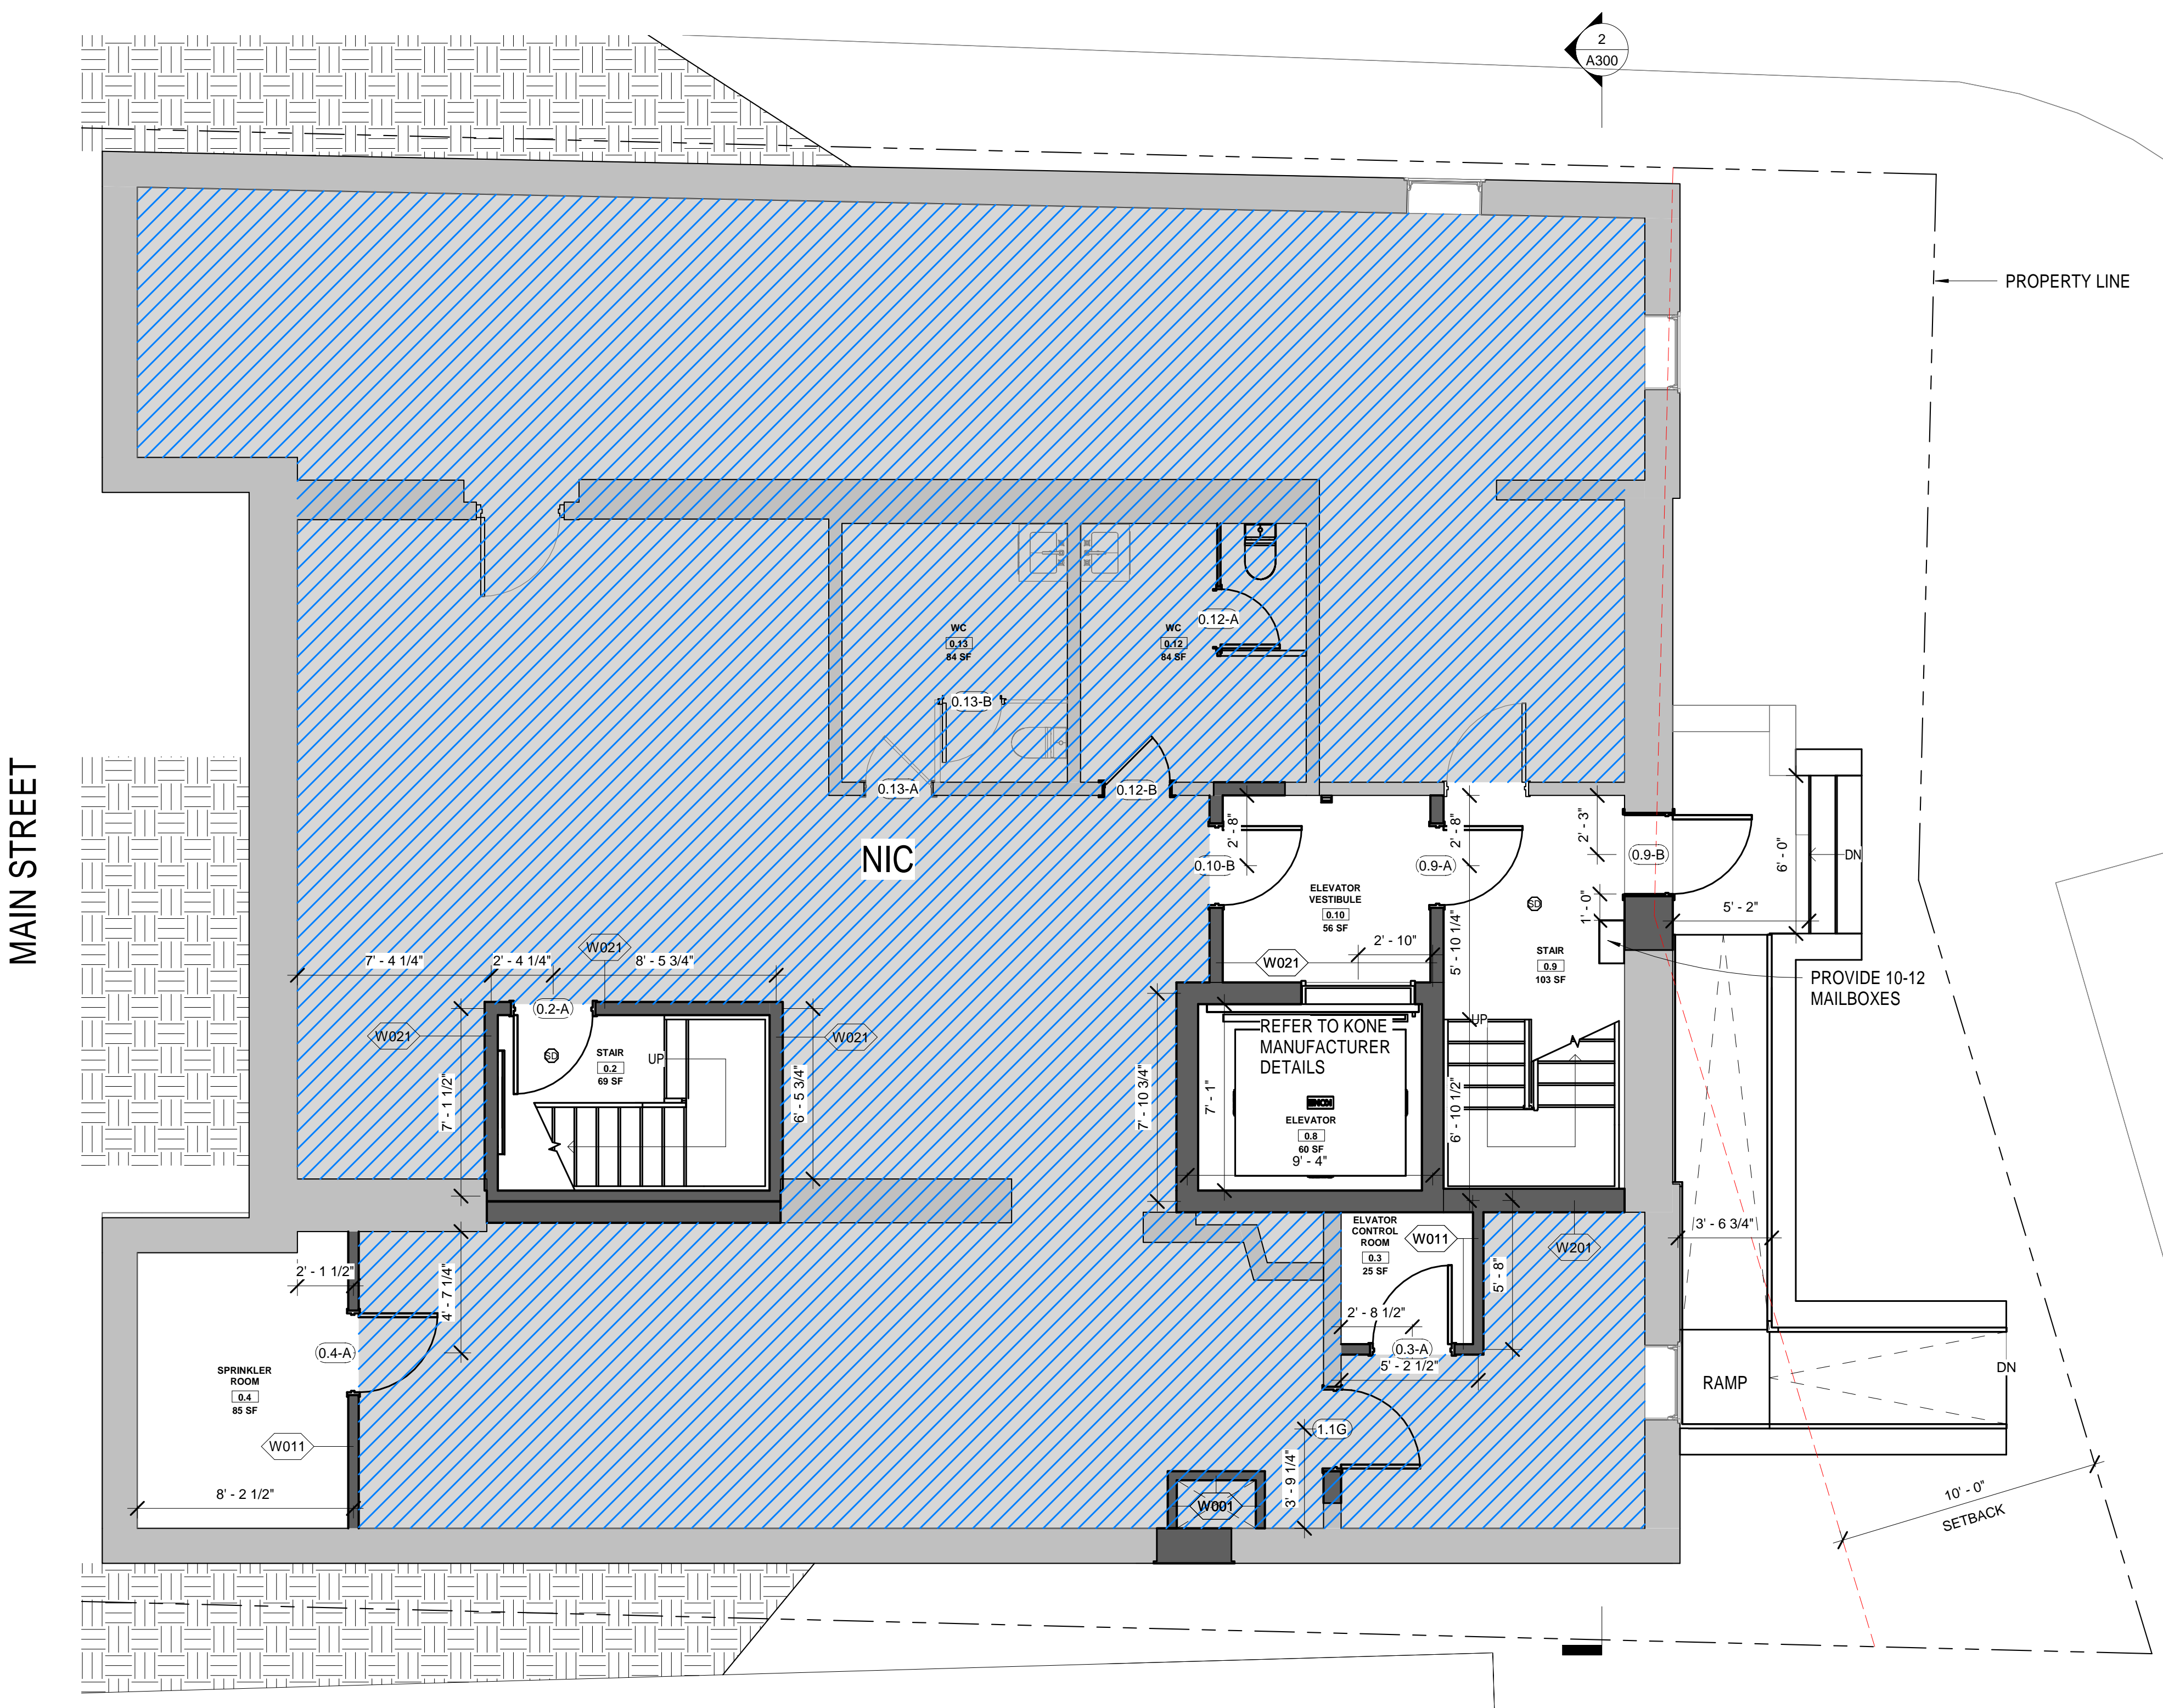 2
A300
PROPERTY LINE
MAIN STREET
0.12-A
WC
0.13
84 SF
WC
0.12
84 SF
0.13-B
0.13-A
0.12-B
NIC
2' - 8"
2' - 8"
2' - 3"
0.10-B
0.9-A
0.9-B
6' - 0"
DN
ELEVATOR
VESTIBULE
0.10
56 SF
SD
1' - 0"
5' - 2"
W021
2' - 10"
5' - 10 1/4"
STAIR
0.9
103 SF
7' - 4 1/4"
2' - 4 1/4"
8' - 5 3/4"
W021
PROVIDE 10-12
MAILBOXES
0.2-A
W021
W021
SD
STAIR
0.2
69 SF
UP
UP
REFER TO KONE
MANUFACTURER
DETAILS
7' - 1 1/2"
6' - 5 3/4"
7' - 10 3/4"
7' - 1"
6' - 10 1/2"
KONE
ELEVATOR
0.8
60 SF
9' - 4"
ELVATOR
CONTROL
ROOM
0.3
25 SF
W011
W201
3' - 6 3/4"
2' - 1 1/2"
4' - 7 1/4"
5' - 8"
2' - 8 1/2"
0.4-A
0.3-A
5' - 2 1/2"
SPRINKLER
ROOM
0.4
85 SF
RAMP
DN
W011
1.1G
3' - 9 1/4"
8' - 2 1/2"
W001
10' - 0"
SETBACK